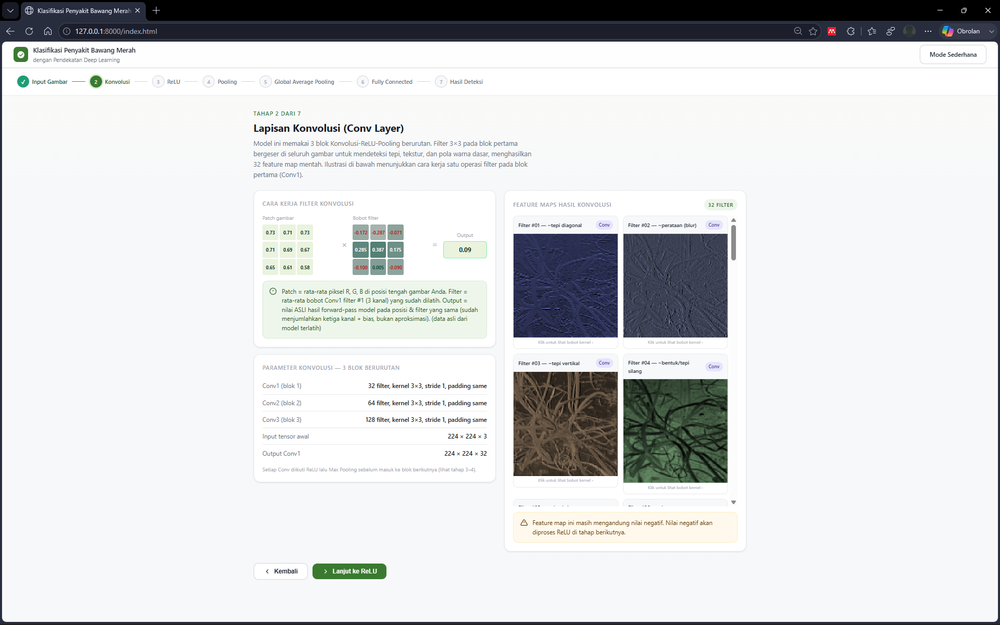 Klasifikasi Penyakit Bawang Merah
127.0.0.1:8000/index.html
Obrolan
Klasifikasi Penyakit Bawang Merah
dengan Pendekatan Deep Learning
Mode Sederhana
Input Gambar
2 Konvolusi
3 ReLU
4 Pooling
5 Global Average Pooling
6 Fully Connected
7 Hasil Deteksi
TAHAP 2 DARI 7
Lapisan Konvolusi (Conv Layer)
Model ini memakai 3 blok Konvolusi-ReLU-Pooling berurutan. Filter 3×3 pada blok pertama
bergeser di seluruh gambar untuk mendeteksi tepi, tekstur, dan pola warna dasar, menghasilkan
32 feature map mentah. Ilustrasi di bawah menunjukkan cara kerja satu operasi filter pada blok
pertama (Conv1).
CARA KERJA FILTER KONVOLUSI
Patch gambar
0.73 0.71 0.73
0.71 0.69 0.67
0.65 0.61 0.58
×
Bobot filter
-0.172 -0.287 -0.071
0.285 0.387 0.175
-0.100 0.005 -0.090
=
Output
0.09
Patch = rata-rata piksel R, G, B di posisi tengah gambar Anda. Filter =
rata-rata bobot Conv1 filter #1 (3 kanal) yang sudah dilatih. Output =
nilai ASLI hasil forward-pass model pada posisi & filter yang sama (sudah
menjumlahkan ketiga kanal + bias, bukan aproksimasi). (data asli dari
model terlatih)
PARAMETER KONVOLUSI — 3 BLOK BERURUTAN
Conv1 (blok 1) 32 filter, kernel 3×3, stride 1, padding same
Conv2 (blok 2) 64 filter, kernel 3×3, stride 1, padding same
Conv3 (blok 3) 128 filter, kernel 3×3, stride 1, padding same
Input tensor awal 224 × 224 × 3
Output Conv1 224 × 224 × 32
Setiap Conv diikuti ReLU lalu Max Pooling sebelum masuk ke blok berikutnya (lihat tahap 3–4).
FEATURE MAPS HASIL KONVOLUSI
32 FILTER
Filter #01 — ~tepi diagonal Conv
Klik untuk lihat bobot kernel ›
Filter #02 — ~perataan (blur) Conv
Klik untuk lihat bobot kernel ›
Filter #03 — ~tepi vertikal Conv
Klik untuk lihat bobot kernel ›
Filter #04 — ~bentuk/tepi
silang
Conv
Klik untuk lihat bobot kernel ›
Feature map ini masih mengandung nilai negatif. Nilai negatif akan
diproses ReLU di tahap berikutnya.
‹ Kembali
› Lanjut ke ReLU